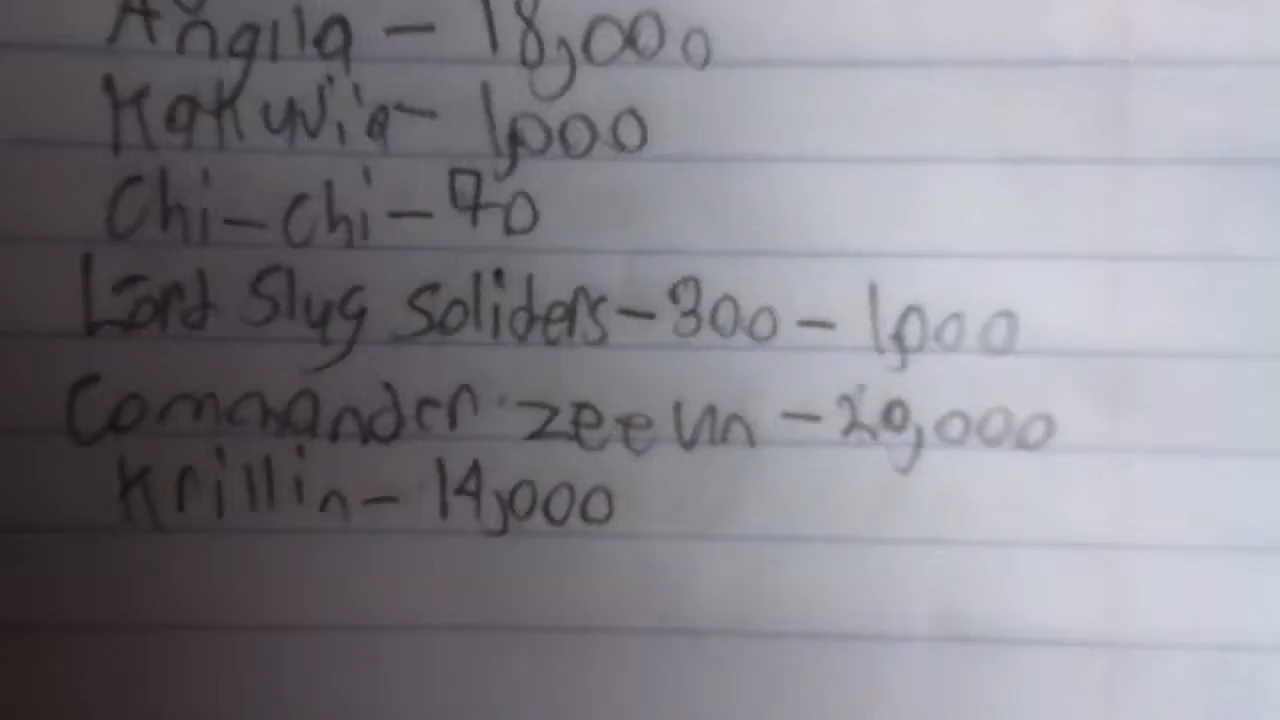 Angila - 18,000
Kakuvia - 1,000
Chi-Chi - 70
Lord Slug Soliders - 300 - 1,000
Commander Zeeun - 20,000
Krillin - 14,000